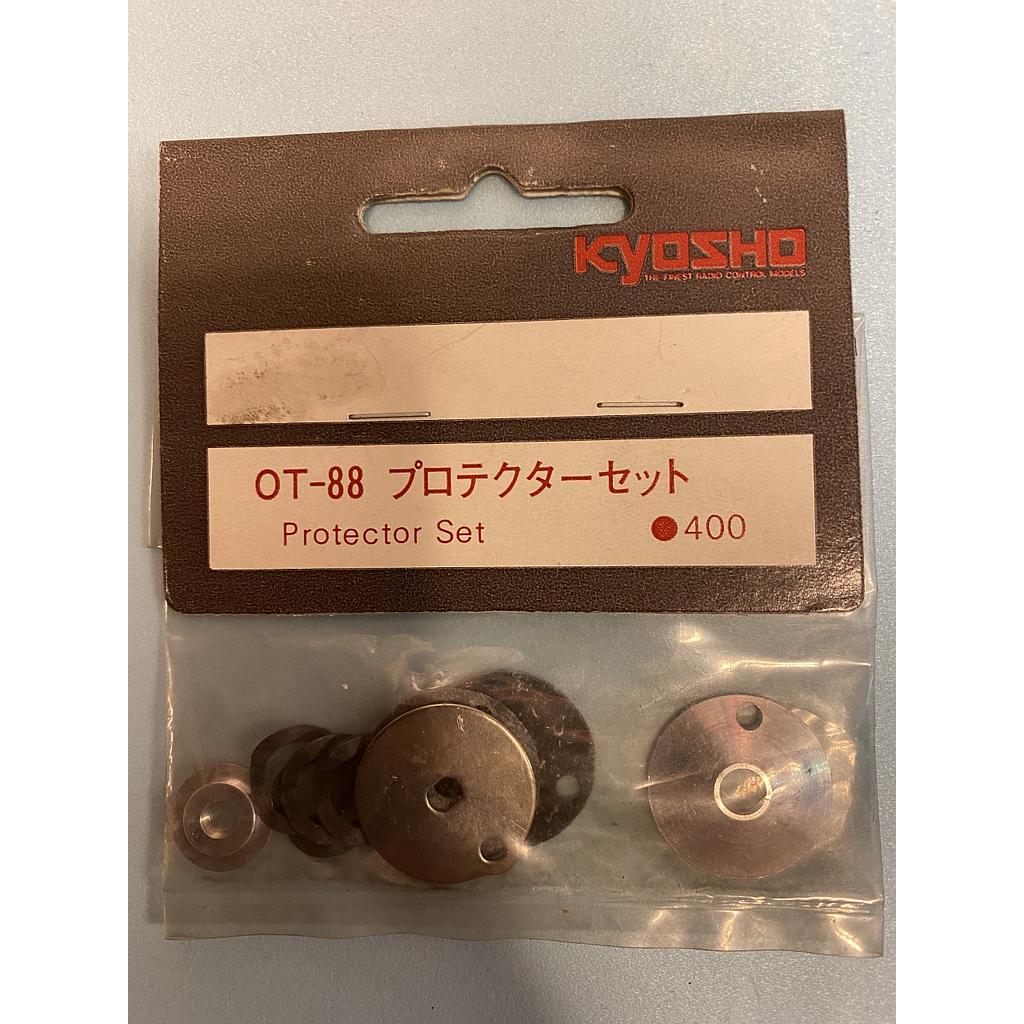 KYOSHO
THE FINEST RADIO CONTROL MODELS
OT-88 プロテクターセット
Protector Set ●400